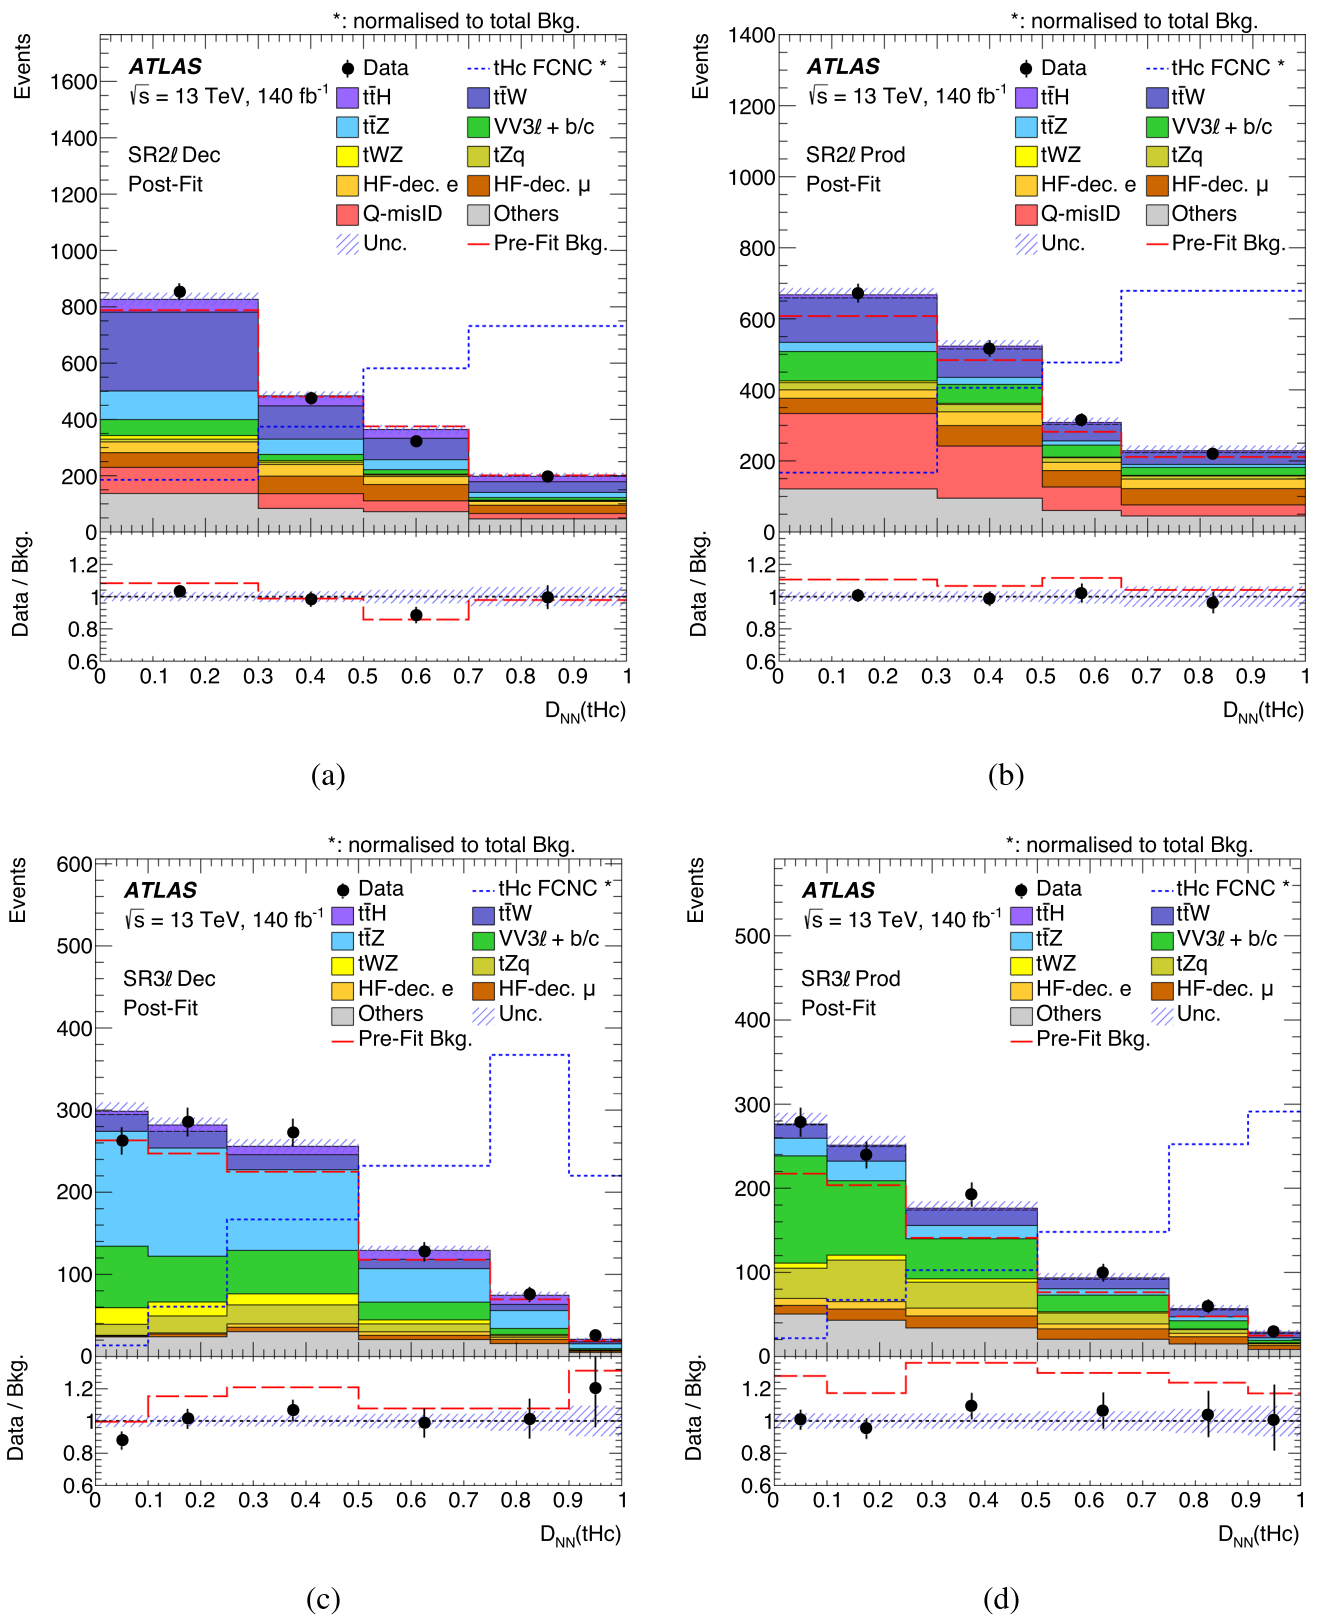 *: normalised to total Bkg.
Events
1600
1400
1200
1000
800
600
400
200
0
ATLAS
√s = 13 TeV, 140 fb⁻¹
SR2ℓ Dec
Post-Fit
Data
tHc FCNC *
tt̄H
tt̄W
tt̄Z
VV3ℓ + b/c
tWZ
tZq
HF-dec. e
HF-dec. μ
Q-misID
Others
Unc.
Pre-Fit Bkg.
Data / Bkg.
1.2
1
0.8
0.6
0 0.1 0.2 0.3 0.4 0.5 0.6 0.7 0.8 0.9 1
D_NN(tHc)
(a)
*: normalised to total Bkg.
Events
1400
1200
1000
800
600
400
200
0
ATLAS
√s = 13 TeV, 140 fb⁻¹
SR2ℓ Prod
Post-Fit
Data
tHc FCNC *
tt̄H
tt̄W
tt̄Z
VV3ℓ + b/c
tWZ
tZq
HF-dec. e
HF-dec. μ
Q-misID
Others
Unc.
Pre-Fit Bkg.
Data / Bkg.
1.2
1
0.8
0.6
0 0.1 0.2 0.3 0.4 0.5 0.6 0.7 0.8 0.9 1
D_NN(tHc)
(b)
*: normalised to total Bkg.
Events
600
500
400
300
200
100
0
ATLAS
√s = 13 TeV, 140 fb⁻¹
SR3ℓ Dec
Post-Fit
Data
tHc FCNC *
tt̄H
tt̄W
tt̄Z
VV3ℓ + b/c
tWZ
tZq
HF-dec. e
HF-dec. μ
Others
Unc.
Pre-Fit Bkg.
Data / Bkg.
1.2
1
0.8
0.6
0 0.1 0.2 0.3 0.4 0.5 0.6 0.7 0.8 0.9 1
D_NN(tHc)
(c)
*: normalised to total Bkg.
Events
500
400
300
200
100
0
ATLAS
√s = 13 TeV, 140 fb⁻¹
SR3ℓ Prod
Post-Fit
Data
tHc FCNC *
tt̄H
tt̄W
tt̄Z
VV3ℓ + b/c
tWZ
tZq
HF-dec. e
HF-dec. μ
Others
Unc.
Pre-Fit Bkg.
Data / Bkg.
1.2
1
0.8
0.6
0 0.1 0.2 0.3 0.4 0.5 0.6 0.7 0.8 0.9 1
D_NN(tHc)
(d)